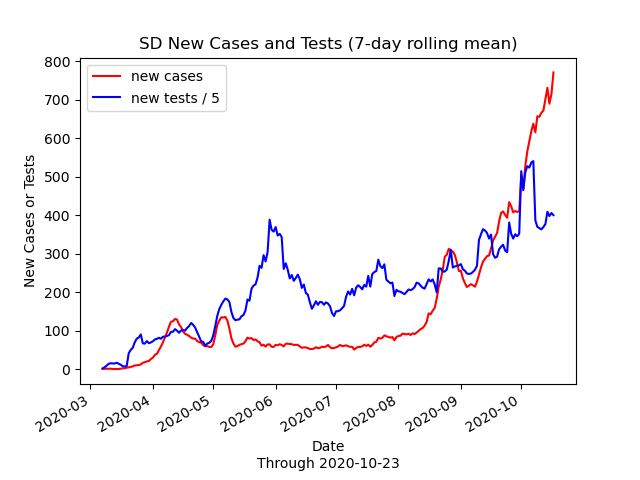 SD New Cases and Tests (7-day rolling mean)
new cases
new tests / 5
New Cases or Tests
800
700
600
500
400
300
200
100
0
2020-03
2020-04
2020-05
2020-06
2020-07
2020-08
2020-09
2020-10
Date
Through 2020-10-23